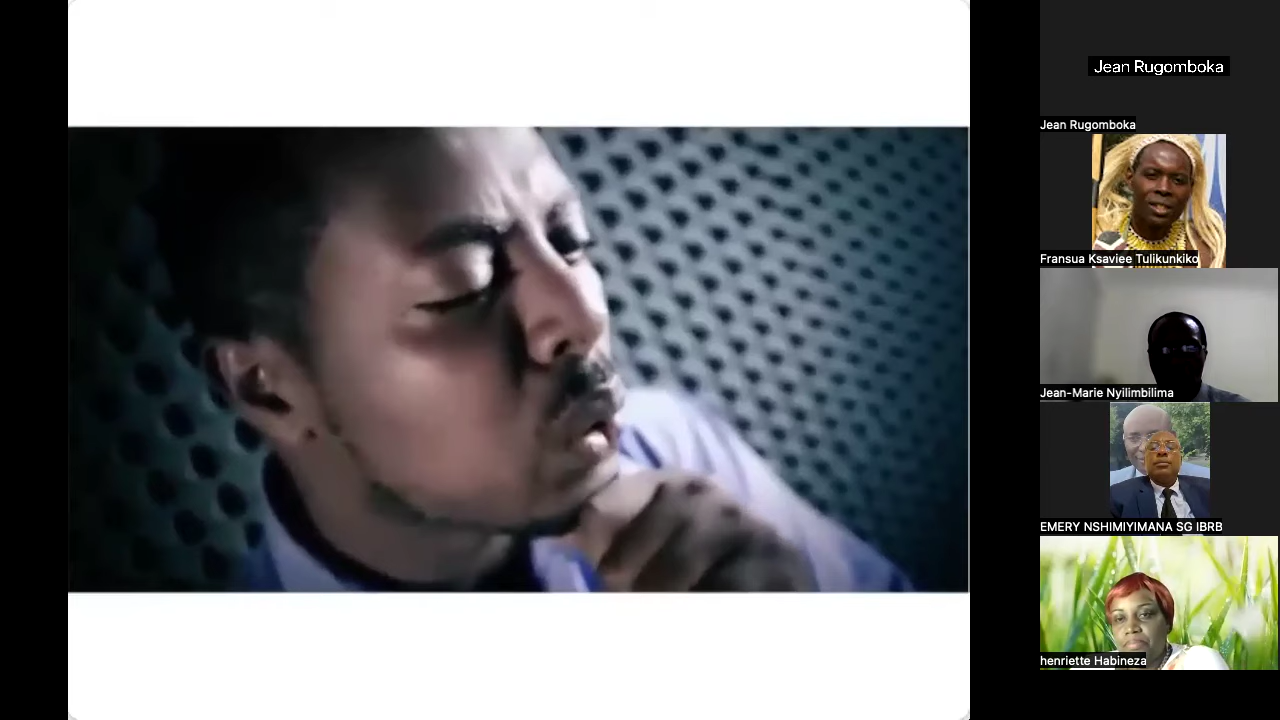 Jean Rugomboka
Jean Rugomboka
Fransua Ksaviee Tulikunkiko
Jean-Marie Nyilimbilima
EMERY NSHIMIYIMANA SG IBRB
henriette Habineza